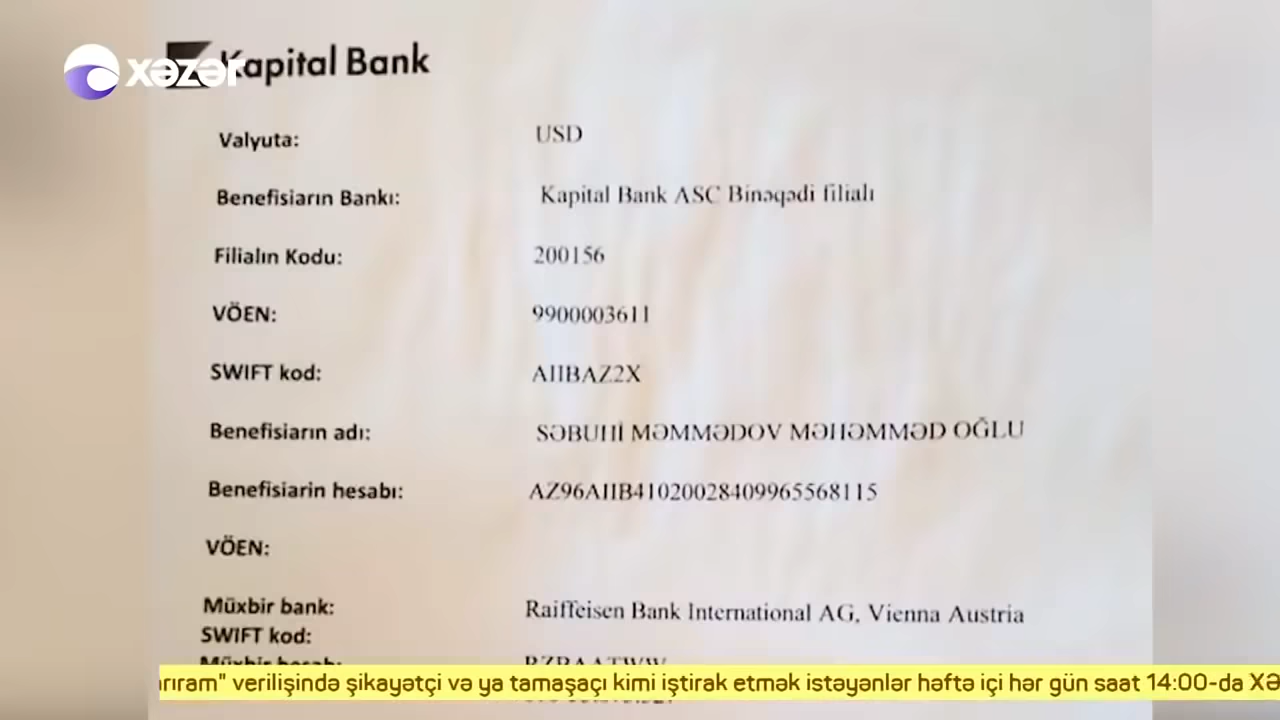 xəzər
Kapital Bank
Valyuta: USD
Benefisiarın Bankı: Kapital Bank ASC Binəqədi filialı
Filialın Kodu: 200156
VÖEN: 9900003611
SWIFT kod: AIIBAZ2X
Benefisiarın adı: SƏBUHİ MƏMMƏDOV MƏHƏMMƏD OĞLU
Benefisiarin hesabı: AZ96AIIB41020028409965568115
VÖEN:
Müxbir bank: Raiffeisen Bank International AG, Vienna Austria
SWIFT kod:
Müxbir hesab:
verilişində şikayətçi və ya tamaşaçı kimi iştirak etmək istəyənlər həftə içi hər gün saat 14:00-da